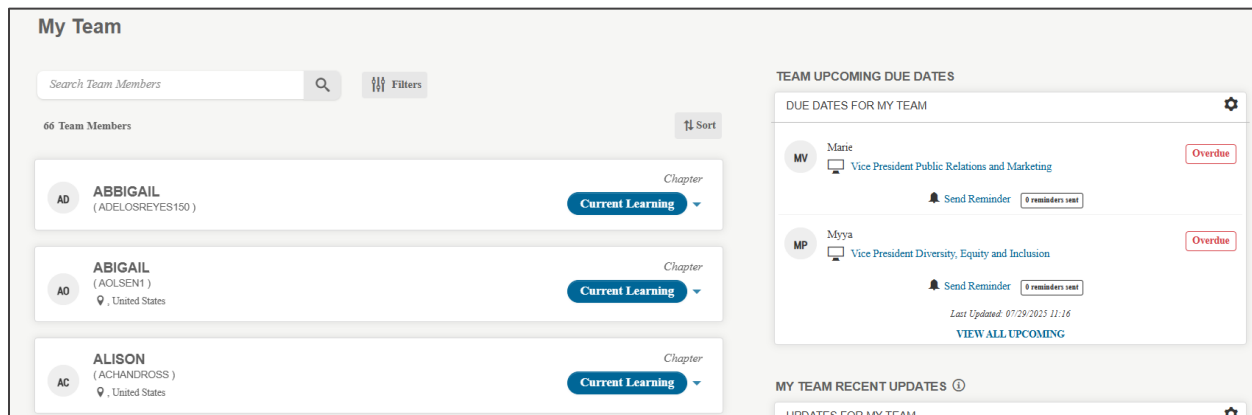 My Team
Search Team Members
Filters
66 Team Members
Sort
AD
ABBIGAIL
( ADELOSREYES150 )
Chapter
Current Learning
AO
ABIGAIL
( AOLSEN1 )
, United States
Chapter
Current Learning
AC
ALISON
( ACHANDROSS )
, United States
Chapter
Current Learning
TEAM UPCOMING DUE DATES
DUE DATES FOR MY TEAM
MV
Marie
Overdue
Vice President Public Relations and Marketing
Send Reminder 0 reminders sent
MP
Myya
Overdue
Vice President Diversity, Equity and Inclusion
Send Reminder 0 reminders sent
Last Updated: 07/29/2025 11:16
VIEW ALL UPCOMING
MY TEAM RECENT UPDATES
UPDATES FOR MY TEAM